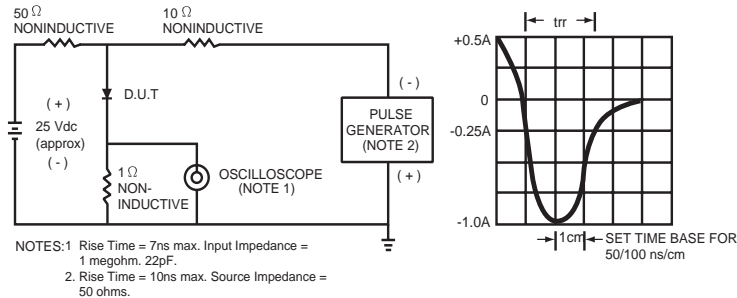 50 Ω
NONINDUCTIVE
10 Ω
NONINDUCTIVE
( + )
25 Vdc
(approx)
( - )
D.U.T
1 Ω
NON-
INDUCTIVE
OSCILLOSCOPE
(NOTE 1)
( - )
PULSE
GENERATOR
(NOTE 2)
( + )
trr
+0.5A
0
-0.25A
-1.0A
1cm
SET TIME BASE FOR
50/100 ns/cm
NOTES:1 Rise Time = 7ns max. Input Impedance =
1 megohm. 22pF.
2. Rise Time = 10ns max. Source Impedance =
50 ohms.